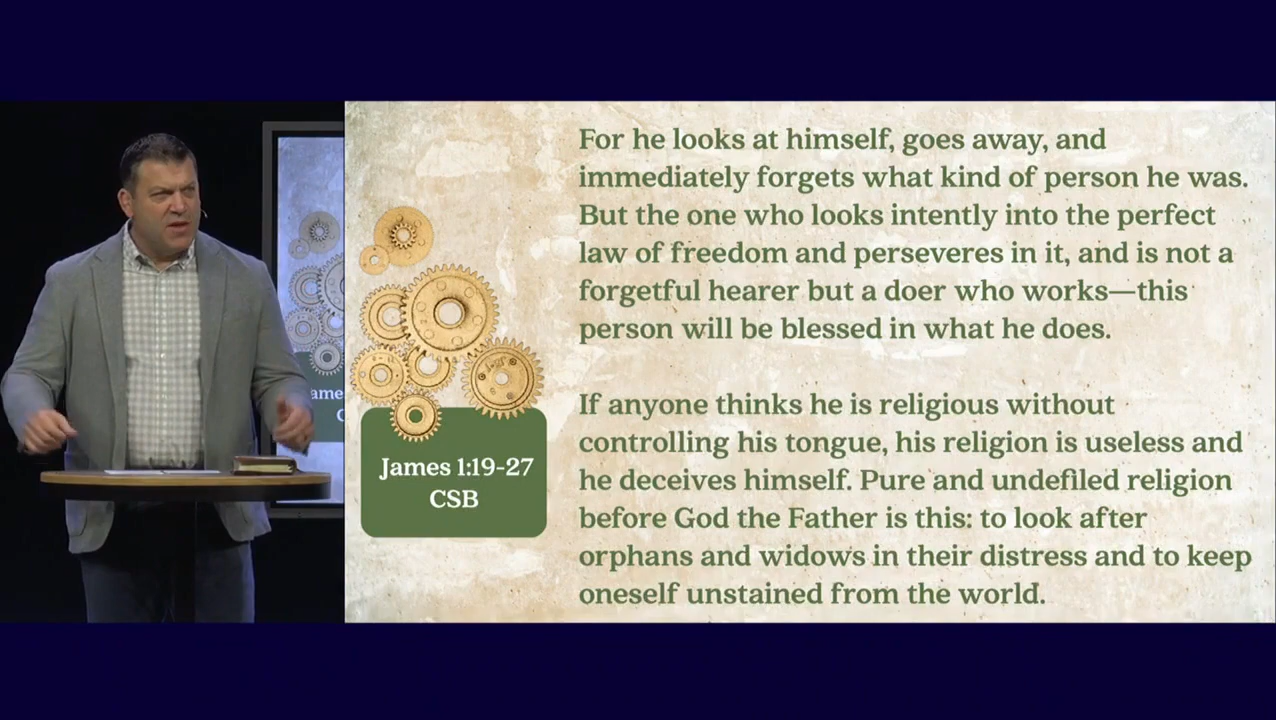 For he looks at himself, goes away, and
immediately forgets what kind of person he was.
But the one who looks intently into the perfect
law of freedom and perseveres in it, and is not a
forgetful hearer but a doer who works—this
person will be blessed in what he does.
If anyone thinks he is religious without
controlling his tongue, his religion is useless and
he deceives himself. Pure and undefiled religion
before God the Father is this: to look after
orphans and widows in their distress and to keep
oneself unstained from the world.
James 1:19-27
CSB